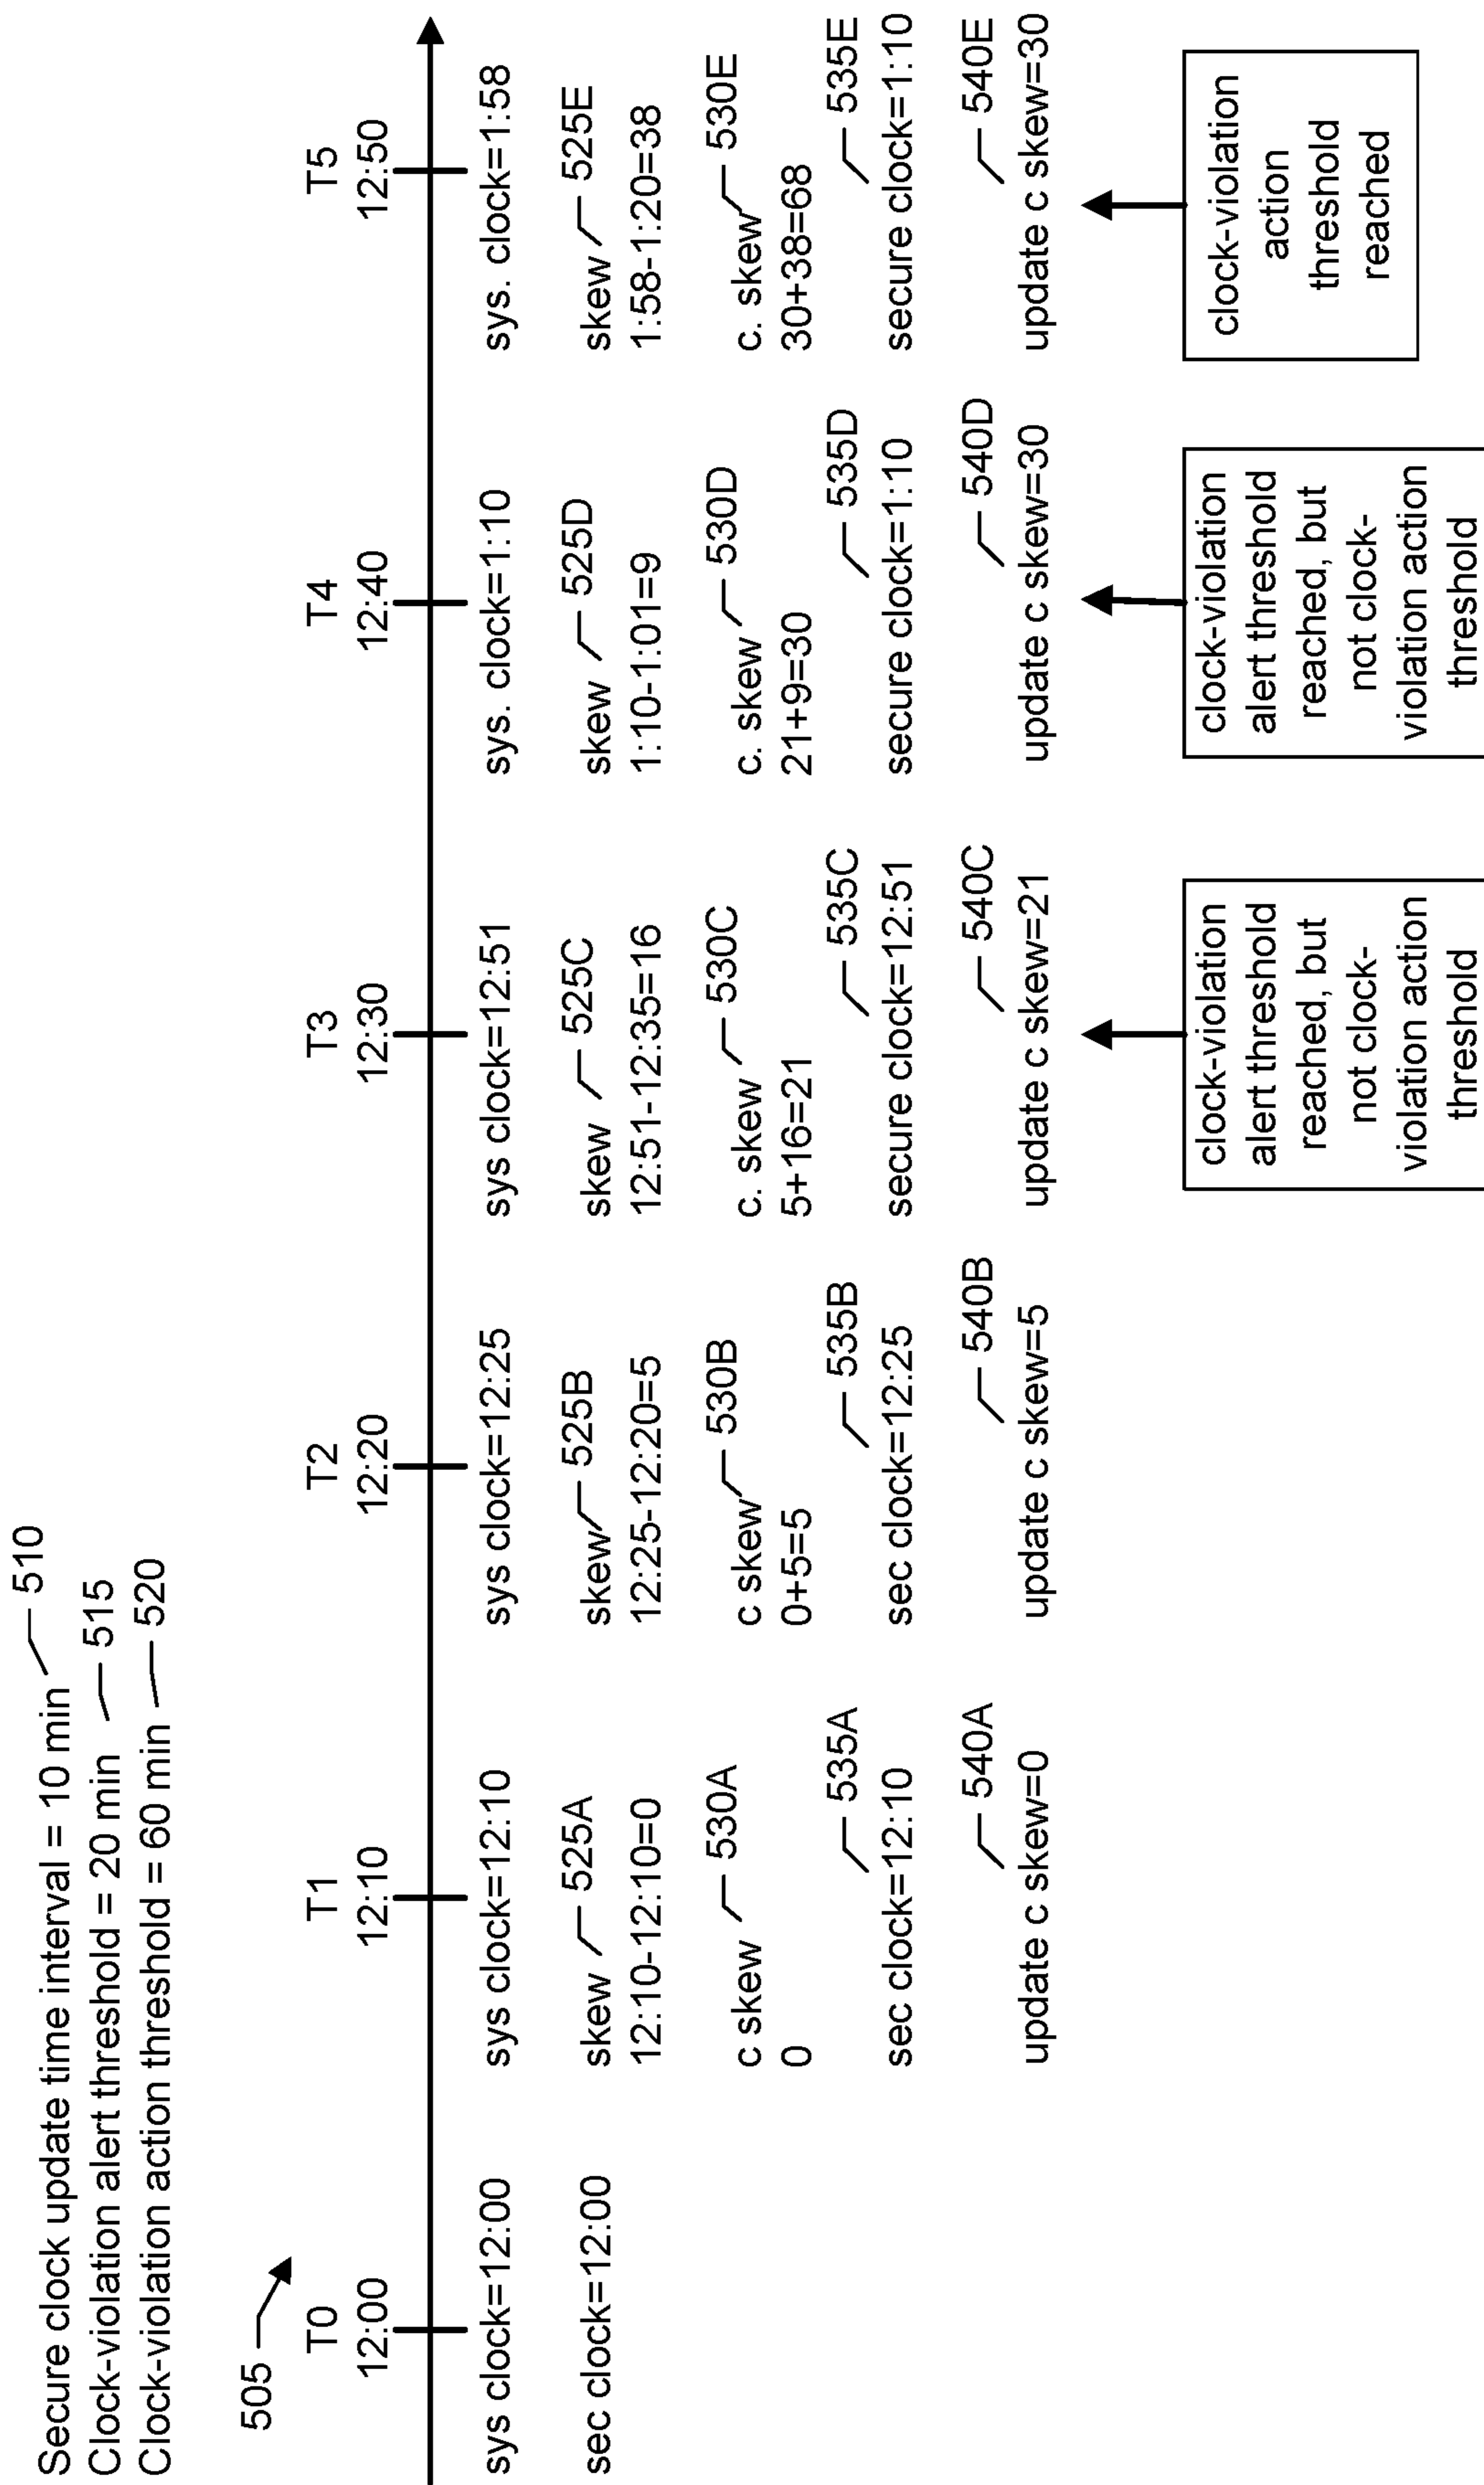 Secure clock update time interval = 10 min 510
Clock-violation alert threshold = 20 min 515
Clock-violation action threshold = 60 min 520
505
T0
12:00
sys clock=12:00
sec clock=12:00
T1
12:10
sys clock=12:10
skew 525A
12:10-12:10=0
c skew 530A
0
535A
sec clock=12:10
540A
update c skew=0
T2
12:20
sys clock=12:25
skew 525B
12:25-12:20=5
c skew 530B
0+5=5
535B
sec clock=12:25
540B
update c skew=5
T3
12:30
sys clock=12:51
skew 525C
12:51-12:35=16
c. skew 530C
5+16=21
535C
secure clock=12:51
540C
update c skew=21
clock-violation
alert threshold
reached, but
not clock-
violation action
threshold
T4
12:40
sys. clock=1:10
skew 525D
1:10-1:01=9
c. skew 530D
21+9=30
535D
secure clock=1:10
540D
update c skew=30
clock-violation
alert threshold
reached, but
not clock-
violation action
threshold
T5
12:50
sys. clock=1:58
skew 525E
1:58-1:20=38
c. skew 530E
30+38=68
535E
secure clock=1:10
540E
update c skew=30
clock-violation
action
threshold
reached